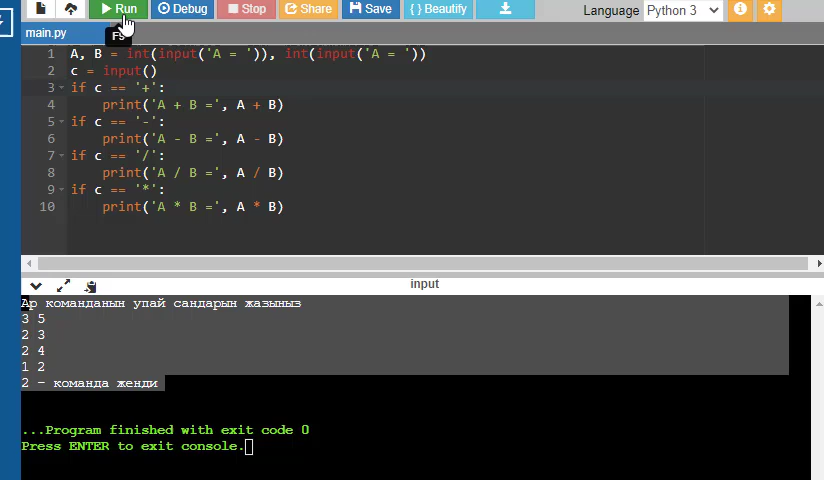 Run Debug Stop Share Save { } Beautify Language Python 3
main.py
F9
1 A, B = int(input('A = ')), int(input('A = '))
2 c = input()
3 if c == '+':
4 print('A + B =', A + B)
5 if c == '-':
6 print('A - B =', A - B)
7 if c == '/':
8 print('A / B =', A / B)
9 if c == '*':
10 print('A * B =', A * B)
input
Ар команданын упай сандарын жазыныз
3 5
2 3
2 4
1 2
2 - команда женди
...Program finished with exit code 0
Press ENTER to exit console.